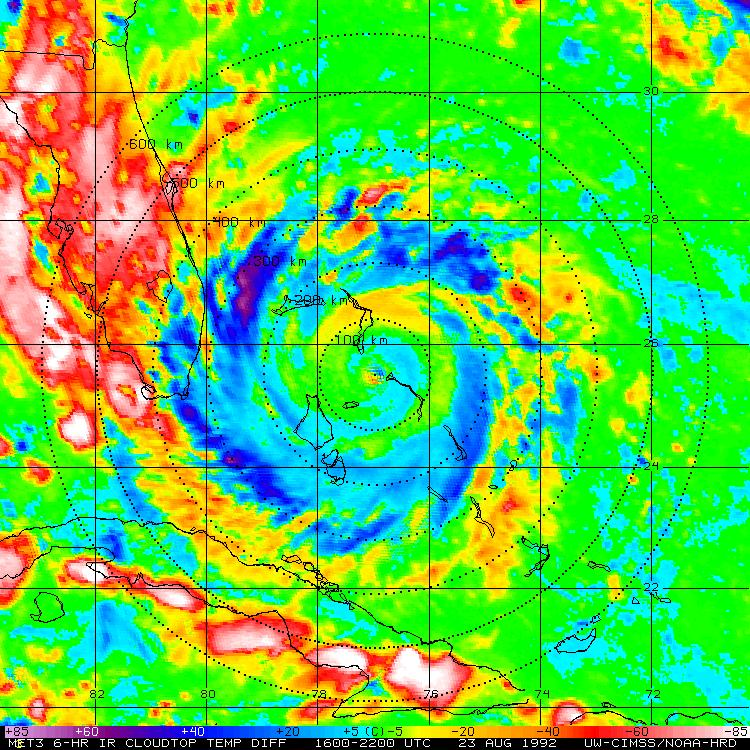 30
600 km
500 km
400 km
28
300 km
200 km
26
100 km
24
22
82 80 78 76 74 72
+85 +60 +40 +20 +5(C)-5 -20 -40 -60 -85
MET3 6-HR IR CLOUDTOP TEMP DIFF 1600-2200 UTC 23 AUG 1992 UW-CIMSS/NOAA-HRD